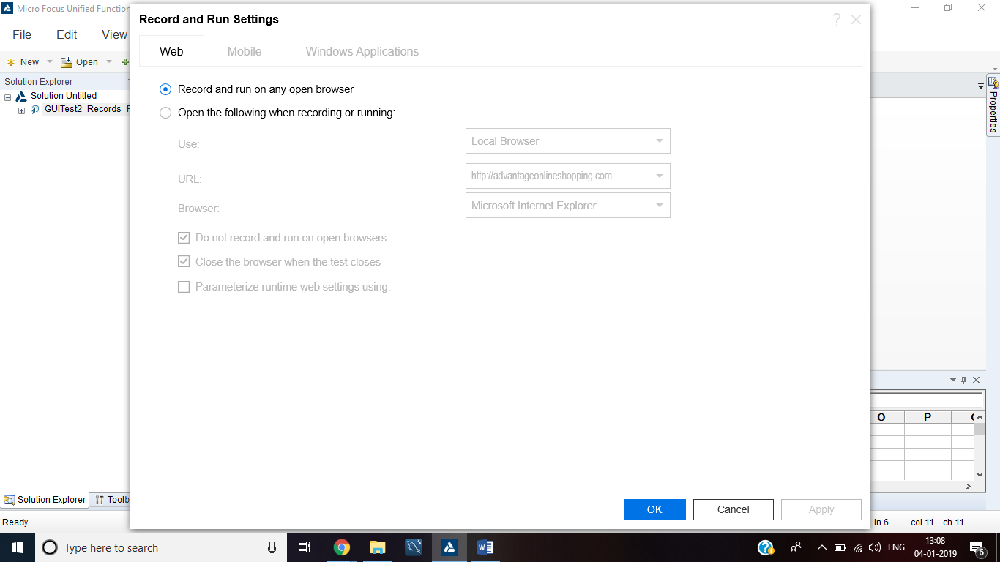 Micro Focus Unified Function
Record and Run Settings
File Edit View
Web Mobile Windows Applications
New Open
Solution Explorer
Solution Untitled
GUITest2_Records_
Record and run on any open browser
Open the following when recording or running:
Use: Local Browser
URL: http://advantageonlineshopping.com
Browser: Microsoft Internet Explorer
Do not record and run on open browsers
Close the browser when the test closes
Parameterize runtime web settings using:
Properties
O P
Solution Explorer Toolb
OK Cancel Apply
Ready ln 6 col 11 ch 11
Type here to search
ENG 13:08
04-01-2019 6